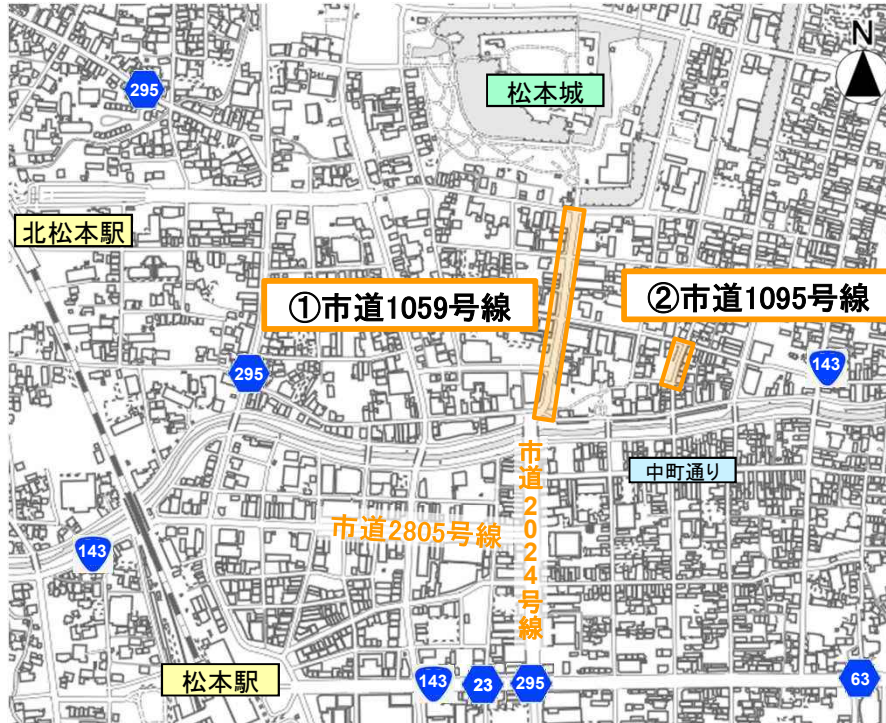 N
295
松本城
北松本駅
①市道1059号線
②市道1095号線
295
143
中町通り
市道2024号線
市道2805号線
143
松本駅
143
23
295
63